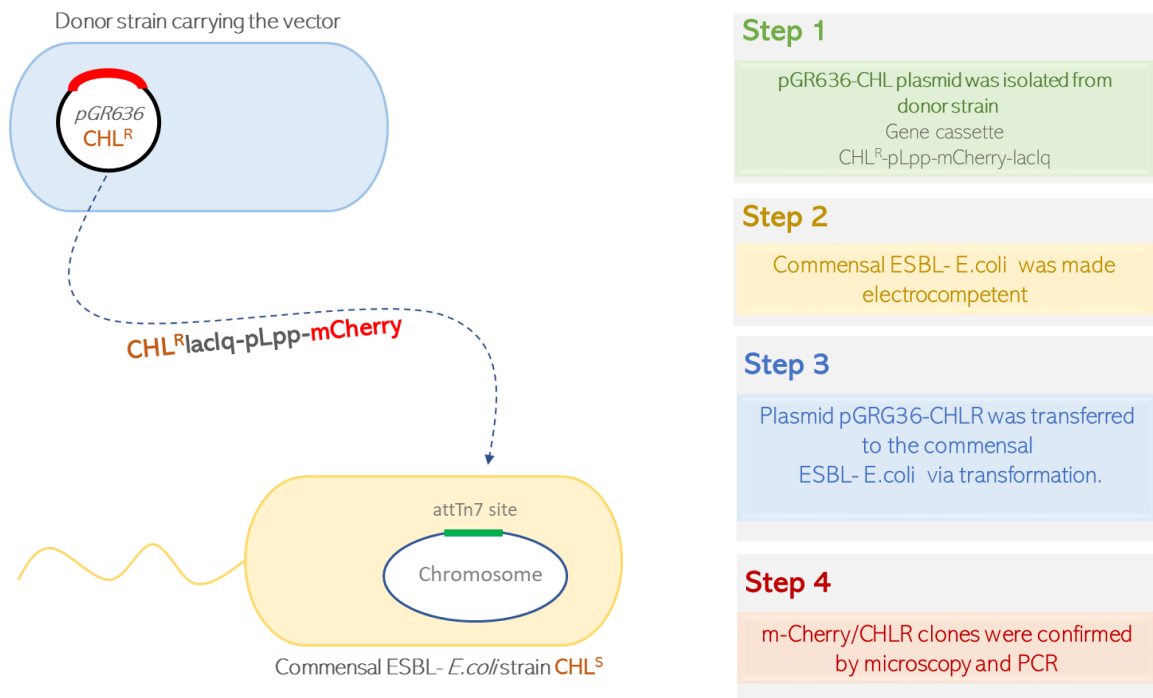 Donor strain carrying the vector
pGR636
CHLᴿ
CHLᴿlacIq-pLpp-mCherry
attTn7 site
Chromosome
Commensal ESBL- E.coli strain CHLˢ
Step 1
pGR636-CHL plasmid was isolated from
donor strain
Gene cassette
CHLᴿ-pLpp-mCherry-lacIq
Step 2
Commensal ESBL- E.coli was made
electrocompetent
Step 3
Plasmid pGRG36-CHLR was transferred
to the commensal
ESBL- E.coli via transformation.
Step 4
m-Cherry/CHLR clones were confirmed
by microscopy and PCR